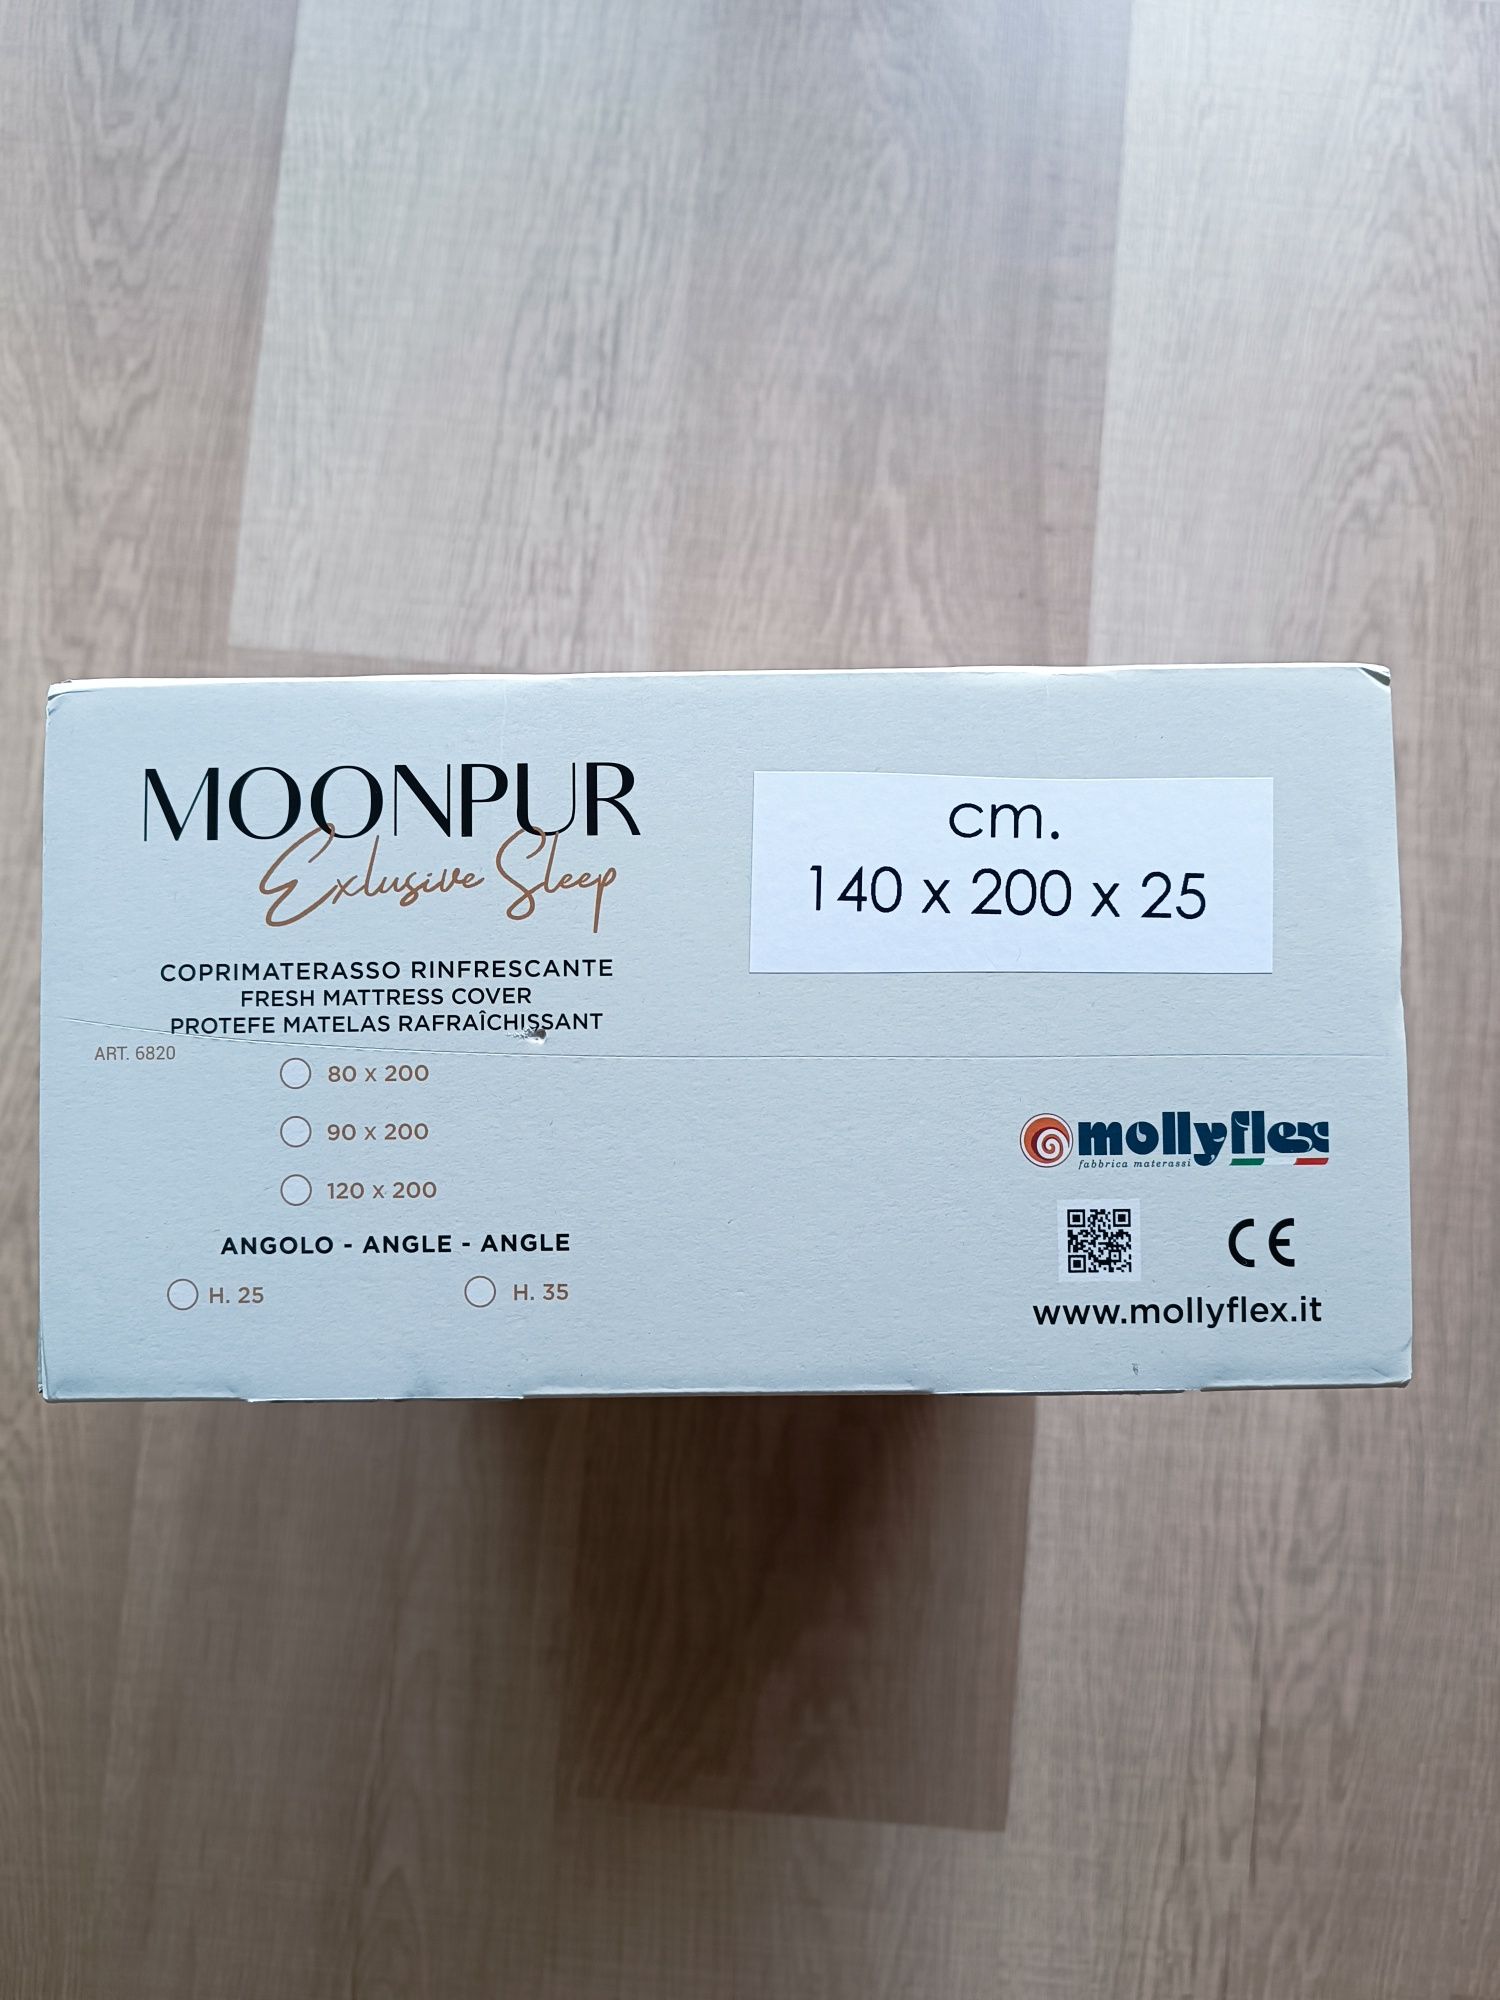 MOONPUR
Exlusive Sleep
COPRIMATERASSO RINFRESCANTE
FRESH MATTRESS COVER
PROTEFE MATELAS RAFRAÎCHISSANT
ART. 6820
80 x 200
90 x 200
120 x 200
ANGOLO - ANGLE - ANGLE
H. 25
H. 35
cm.
140 x 200 x 25
mollyflex
fabbrica materassi
CE
www.mollyflex.it